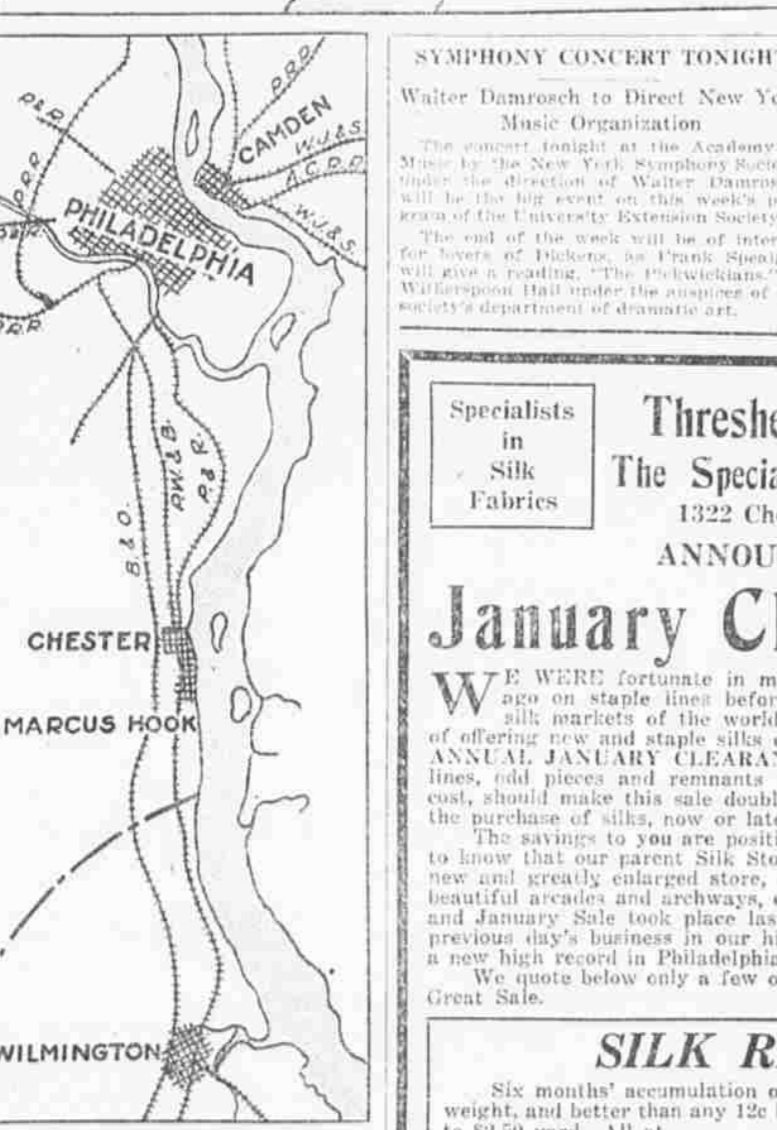 P. & R.
P.R.R.
P.R.R.
CAMDEN
W.J.&S.
A.C.R.R.
W.J.&S.
PHILADELPHIA
P.R.R.
B. & O.
P.W. & B.
P. & R.
CHESTER
MARCUS HOOK
WILMINGTON
SYMPHONY CONCERT TONIGHT
Walter Damrosch to Direct New Yo
Music Organization
The concert tonight at the Academy
Music by the New York Symphony Socie
under the direction of Walter Damros
will be the big event on this week's p
gram of the University Extension Society
The end of the week will be of inter
for lovers of Dickens, as Frank Speai
will give a reading, "The Pickwickians,"
Witherspoon Hall under the auspices of
society's department of dramatic art.
Specialists
in
Silk
Fabrics
Threshe
The Specia
1322 Che
ANNOU
January Cl
WE WERE fortunate in m
ago on staple lines befor
silk markets of the world
of offering new and staple silks
ANNUAL JANUARY CLEARAN
lines, odd pieces and remnants
cost, should make this sale doubl
the purchase of silks, now or late
The savings to you are positi
to know that our parent Silk Sto
new and greatly enlarged store,
beautiful arcades and archways,
and January Sale took place las
previous day's business in our hi
a new high record in Philadelphia
We quote below only a few o
Great Sale.
SILK R
Six months' accumulation o
weight, and better than any 12c
to $2.50 yard. All at